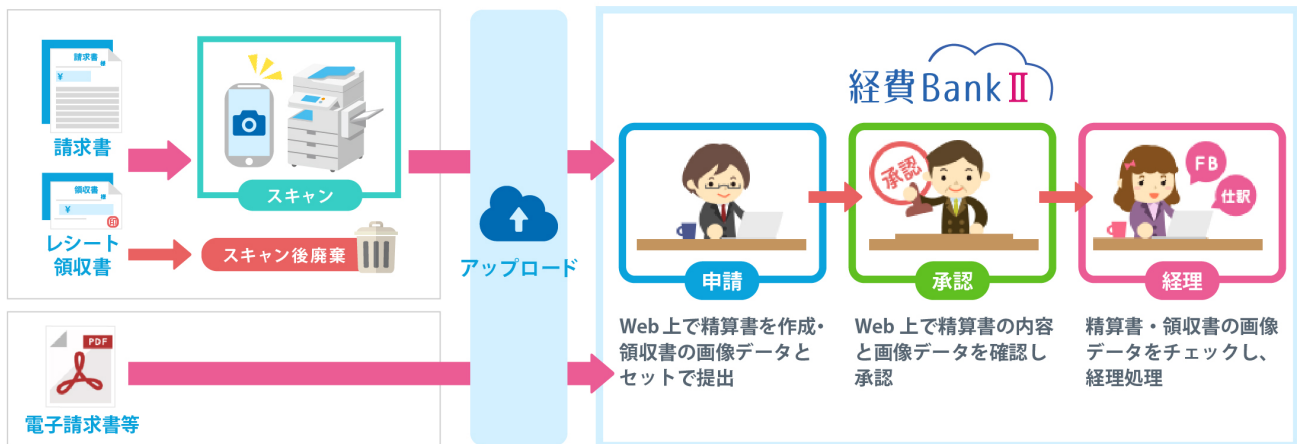 請求書
様
¥
請求書
領収書
様
¥
印
レシート
領収書
スキャン
スキャン後廃棄
PDF
電子請求書等
アップロード
経費BankⅡ
承認
FB
仕訳
申請
承認
経理
Web上で精算書を作成・
領収書の画像データと
セットで提出
Web上で精算書の内容
と画像データを確認し
承認
精算書・領収書の画像
データをチェックし、
経理処理